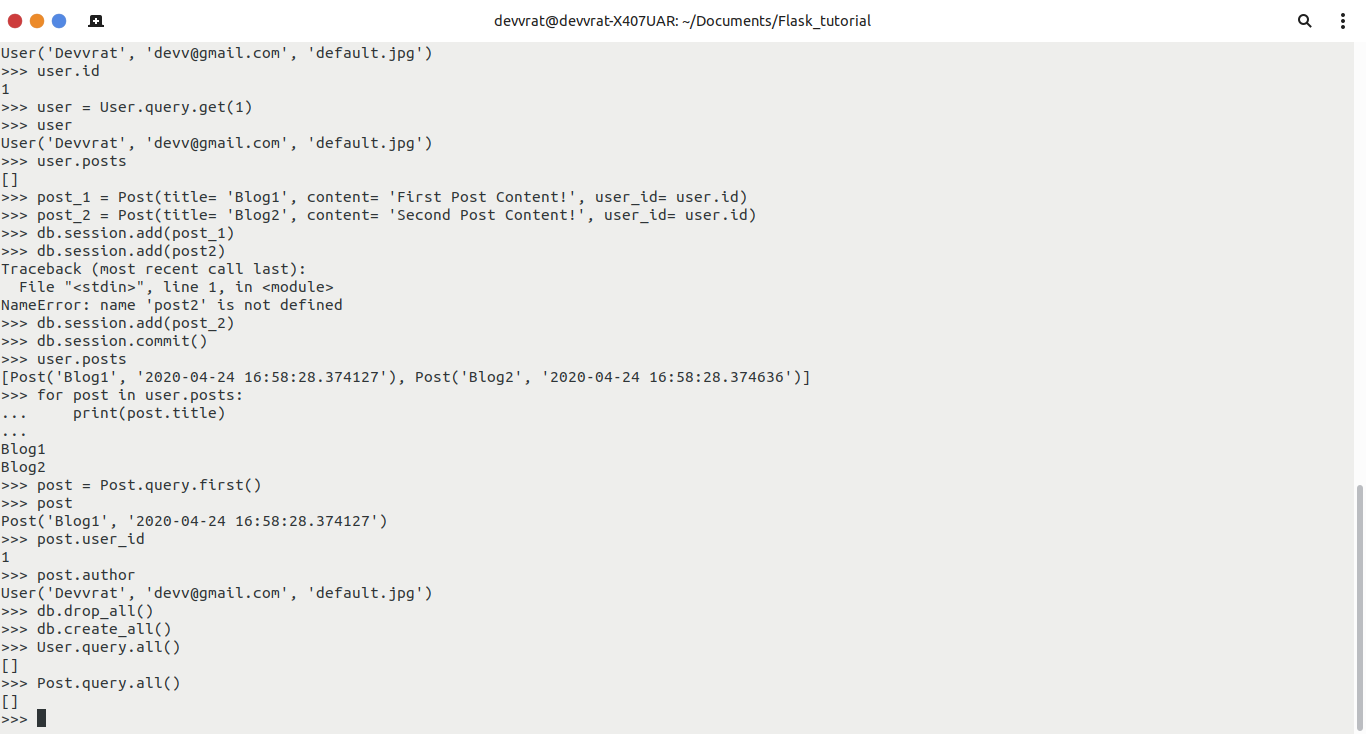 devvrat@devvrat-X407UAR: ~/Documents/Flask_tutorial
User('Devvrat', 'devv@gmail.com', 'default.jpg')
>>> user.id
1
>>> user = User.query.get(1)
>>> user
User('Devvrat', 'devv@gmail.com', 'default.jpg')
>>> user.posts
[]
>>> post_1 = Post(title= 'Blog1', content= 'First Post Content!', user_id= user.id)
>>> post_2 = Post(title= 'Blog2', content= 'Second Post Content!', user_id= user.id)
>>> db.session.add(post_1)
>>> db.session.add(post2)
Traceback (most recent call last):
  File "<stdin>", line 1, in <module>
NameError: name 'post2' is not defined
>>> db.session.add(post_2)
>>> db.session.commit()
>>> user.posts
[Post('Blog1', '2020-04-24 16:58:28.374127'), Post('Blog2', '2020-04-24 16:58:28.374636')]
>>> for post in user.posts:
...     print(post.title)
...
Blog1
Blog2
>>> post = Post.query.first()
>>> post
Post('Blog1', '2020-04-24 16:58:28.374127')
>>> post.user_id
1
>>> post.author
User('Devvrat', 'devv@gmail.com', 'default.jpg')
>>> db.drop_all()
>>> db.create_all()
>>> User.query.all()
[]
>>> Post.query.all()
[]
>>>